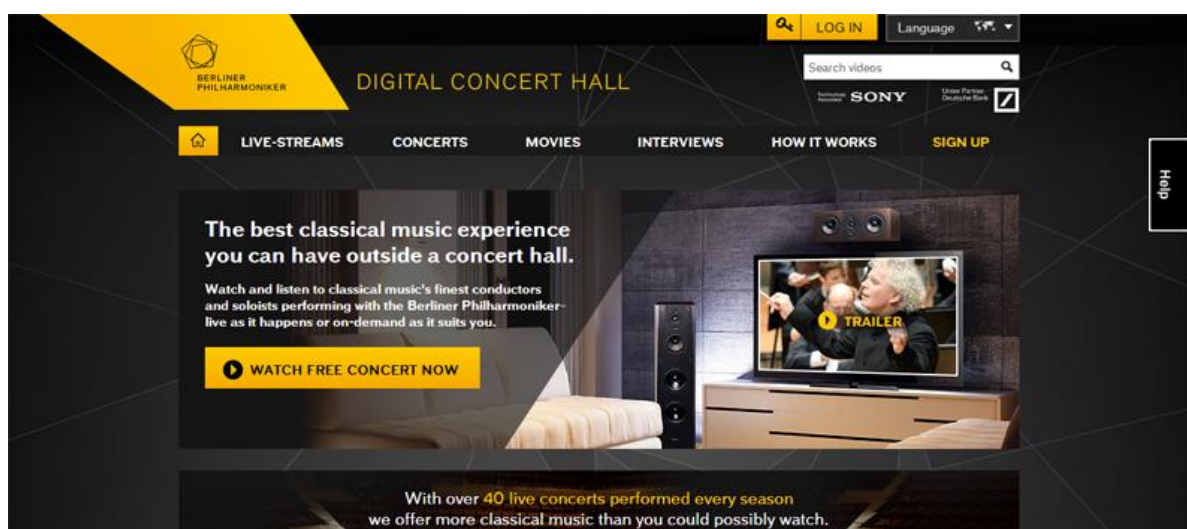 LOG IN
Language
BERLINER
PHILHARMONIKER
DIGITAL CONCERT HALL
Search videos
SONY
Unser Partner
Deutsche Bank
LIVE-STREAMS
CONCERTS
MOVIES
INTERVIEWS
HOW IT WORKS
SIGN UP
Help
The best classical music experience
you can have outside a concert hall.
Watch and listen to classical music's finest conductors
and soloists performing with the Berliner Philharmoniker-
live as it happens or on-demand as it suits you.
WATCH FREE CONCERT NOW
TRAILER
With over 40 live concerts performed every season
we offer more classical music than you could possibly watch.